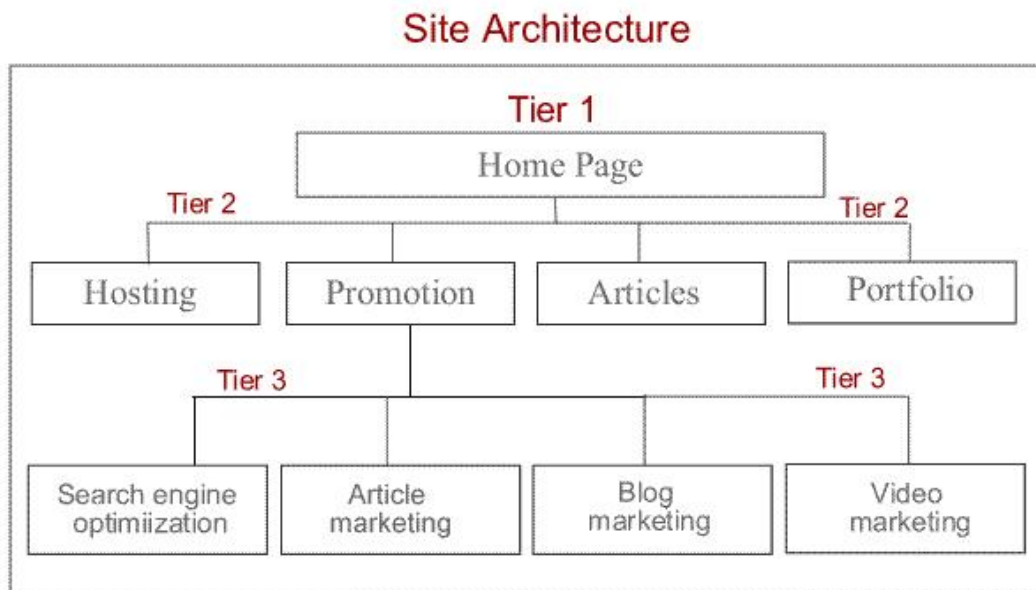 Site Architecture
Tier 1
Home Page
Tier 2
Tier 2
Hosting
Promotion
Articles
Portfolio
Tier 3
Tier 3
Search engine
optimiization
Article
marketing
Blog
marketing
Video
marketing